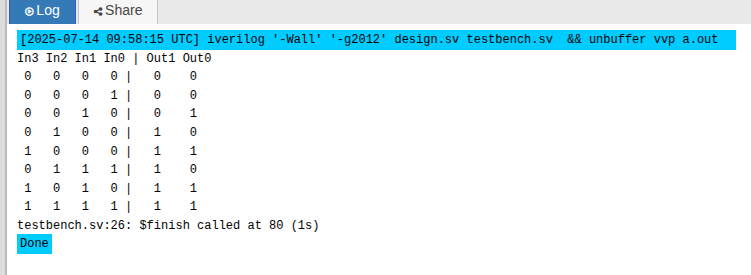 Log Share
[2025-07-14 09:58:15 UTC] iverilog '-Wall' '-g2012' design.sv testbench.sv  && unbuffer vvp a.out
In3 In2 In1 In0 | Out1 Out0
 0   0   0   0 |   0    0
 0   0   0   1 |   0    0
 0   0   1   0 |   0    1
 0   1   0   0 |   1    0
 1   0   0   0 |   1    1
 0   1   1   1 |   1    0
 1   0   1   0 |   1    1
 1   1   1   1 |   1    1
testbench.sv:26: $finish called at 80 (1s)
Done